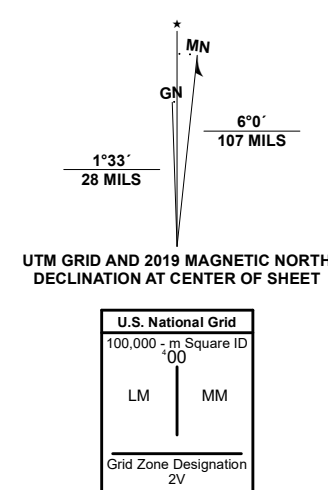 ★
MN
GN
6°0´
107 MILS
1°33´
28 MILS
UTM GRID AND 2019 MAGNETIC NORTH
DECLINATION AT CENTER OF SHEET
U.S. National Grid
100,000 - m Square ID
⁴00
LM MM
Grid Zone Designation
2V